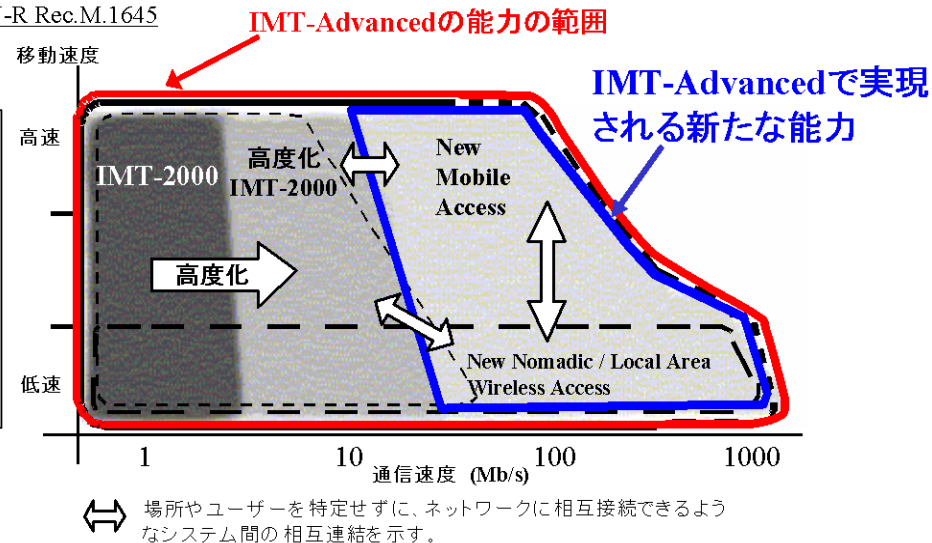 -R Rec.M.1645
IMT-Advancedの能力の範囲
移動速度
IMT-Advancedで実現
される新たな能力
高速
IMT-2000
高度化
IMT-2000
New
Mobile
Access
高度化
低速
New Nomadic / Local Area
Wireless Access
1
10
100
1000
通信速度 (Mb/s)
場所やユーザーを特定せずに、ネットワークに相互接続できるよう
なシステム間の相互連結を示す。